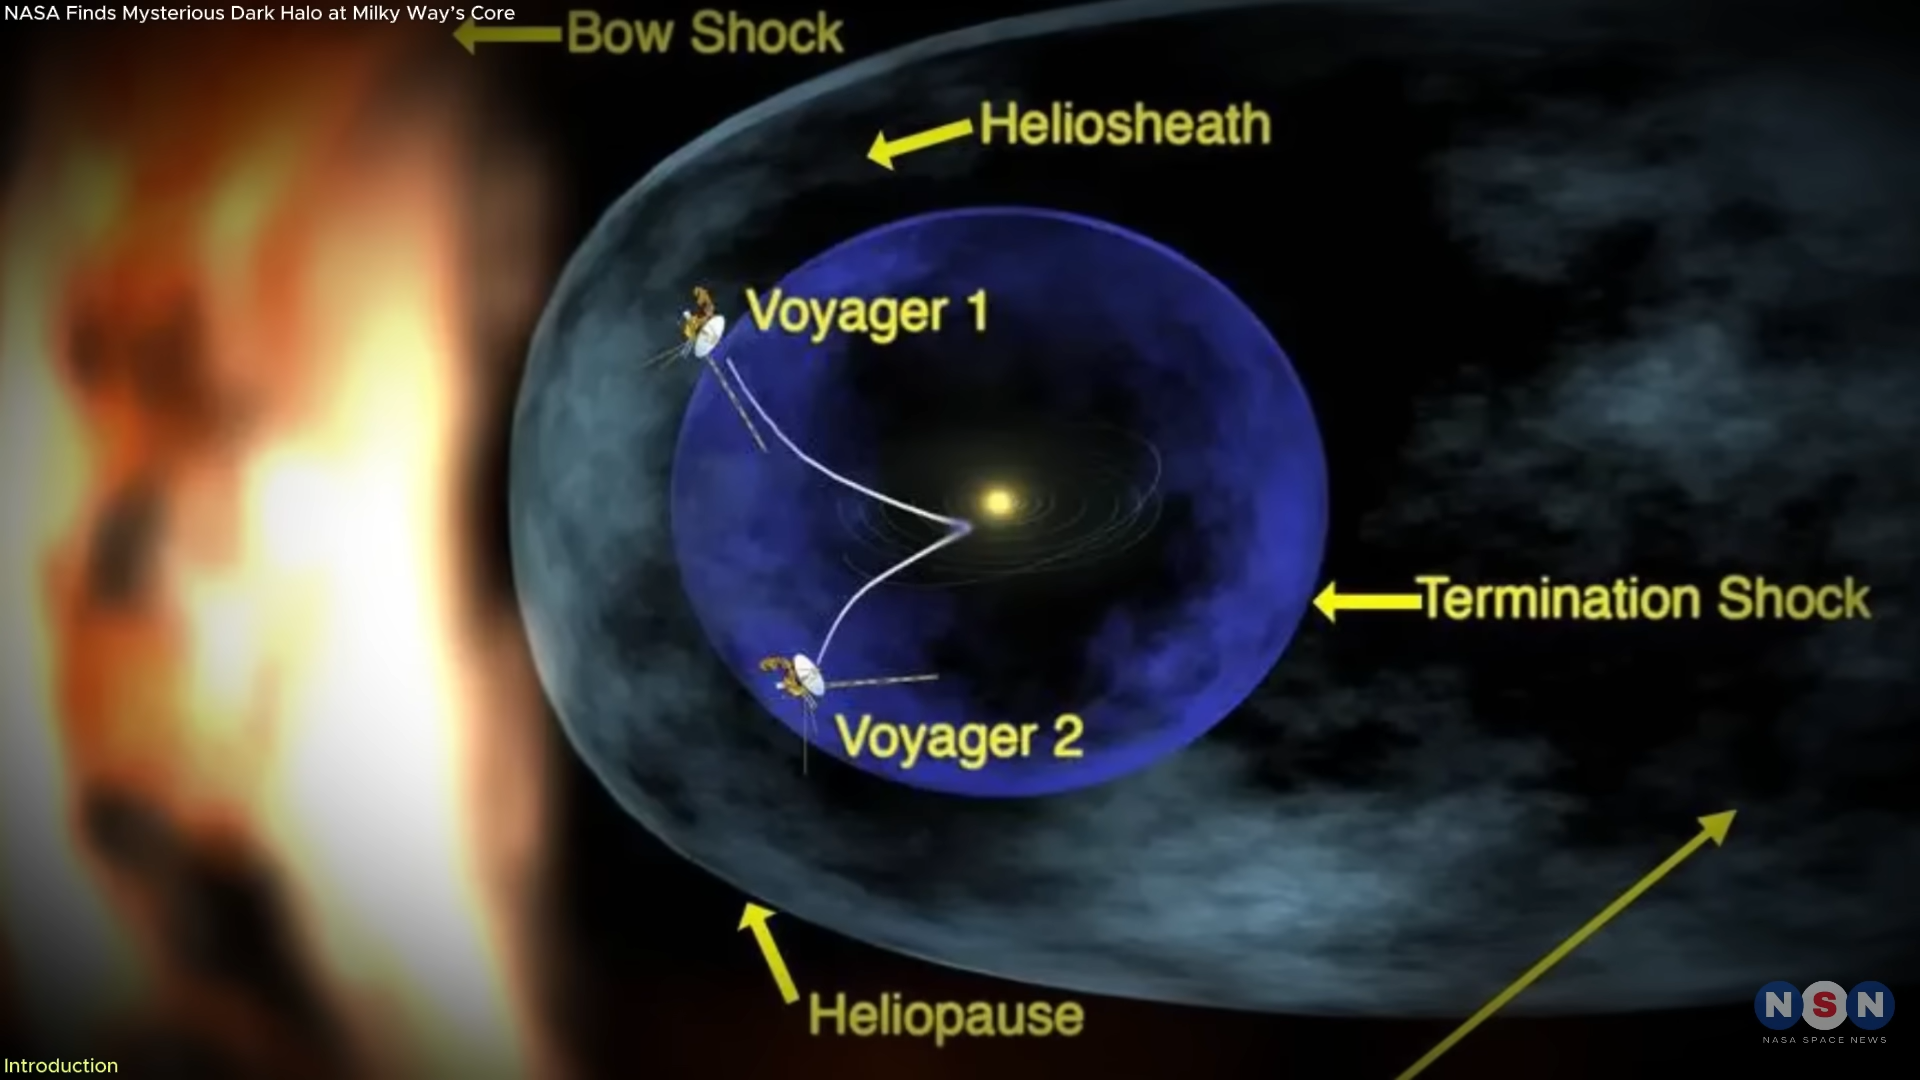 NASA Finds Mysterious Dark Halo at Milky Way’s Core
Bow Shock
Heliosheath
Voyager 1
Termination Shock
Voyager 2
Heliopause
NSN
NASA SPACE NEWS
Introduction